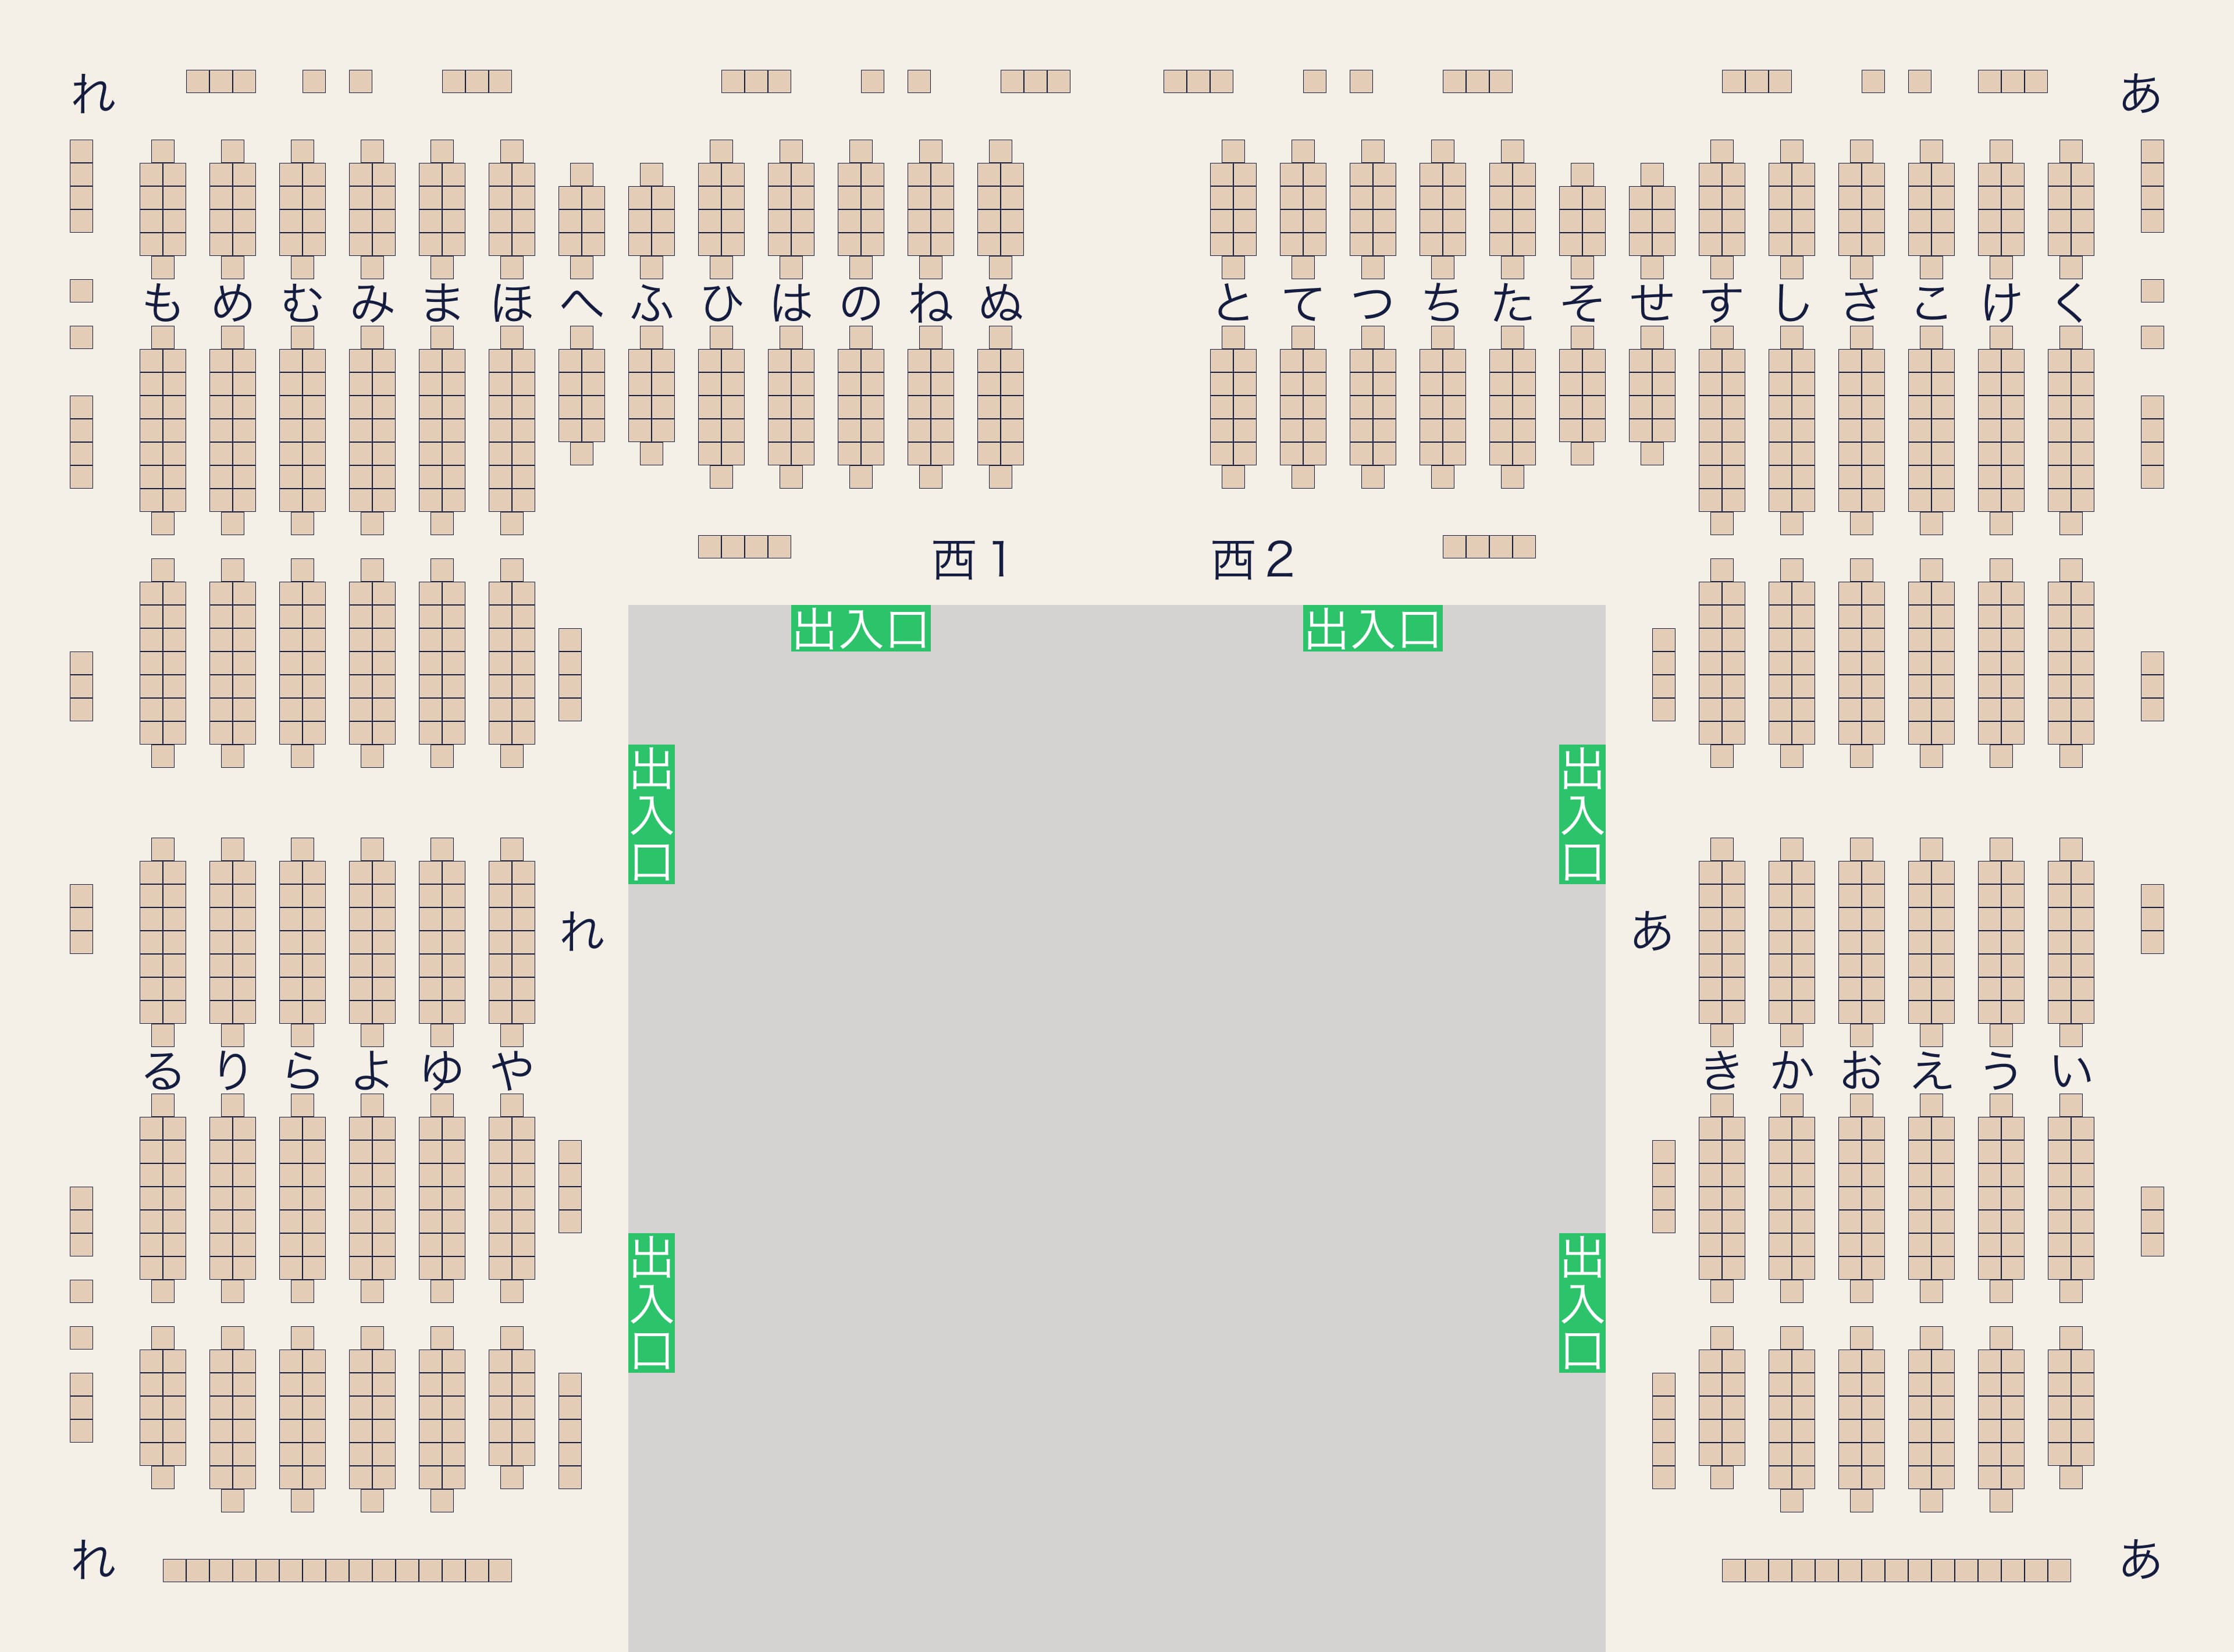 れ あ
も め む み ま ほ へ ふ ひ は の ね ぬ と て つ ち た そ せ す し さ こ け く
西1 西2
出入口 出入口
出入口 出入口
れ あ
る り ら よ ゆ や き か お え う い
出入口 出入口
れ あ